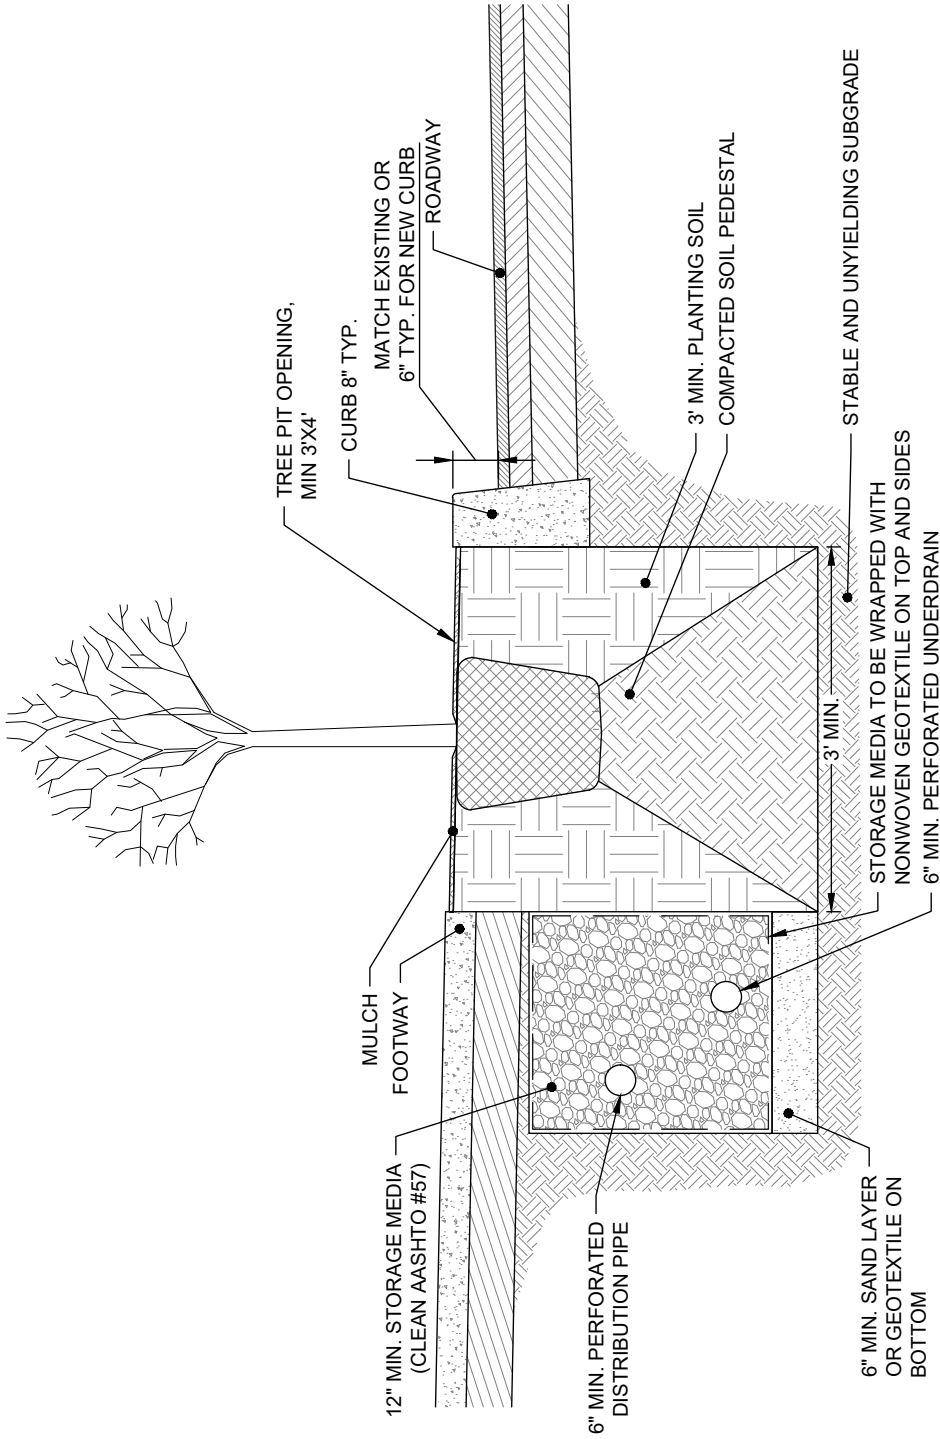 TREE PIT OPENING,
MIN 3'X4'
CURB 8" TYP.
MATCH EXISTING OR
6" TYP. FOR NEW CURB
ROADWAY
MULCH
FOOTWAY
12" MIN. STORAGE MEDIA
(CLEAN AASHTO #57)
6" MIN. PERFORATED
DISTRIBUTION PIPE
6" MIN. SAND LAYER
OR GEOTEXTILE ON
BOTTOM
3' MIN. PLANTING SOIL
COMPACTED SOIL PEDESTAL
3' MIN.
STABLE AND UNYIELDING SUBGRADE
STORAGE MEDIA TO BE WRAPPED WITH
NONWOVEN GEOTEXTILE ON TOP AND SIDES
6" MIN. PERFORATED UNDERDRAIN